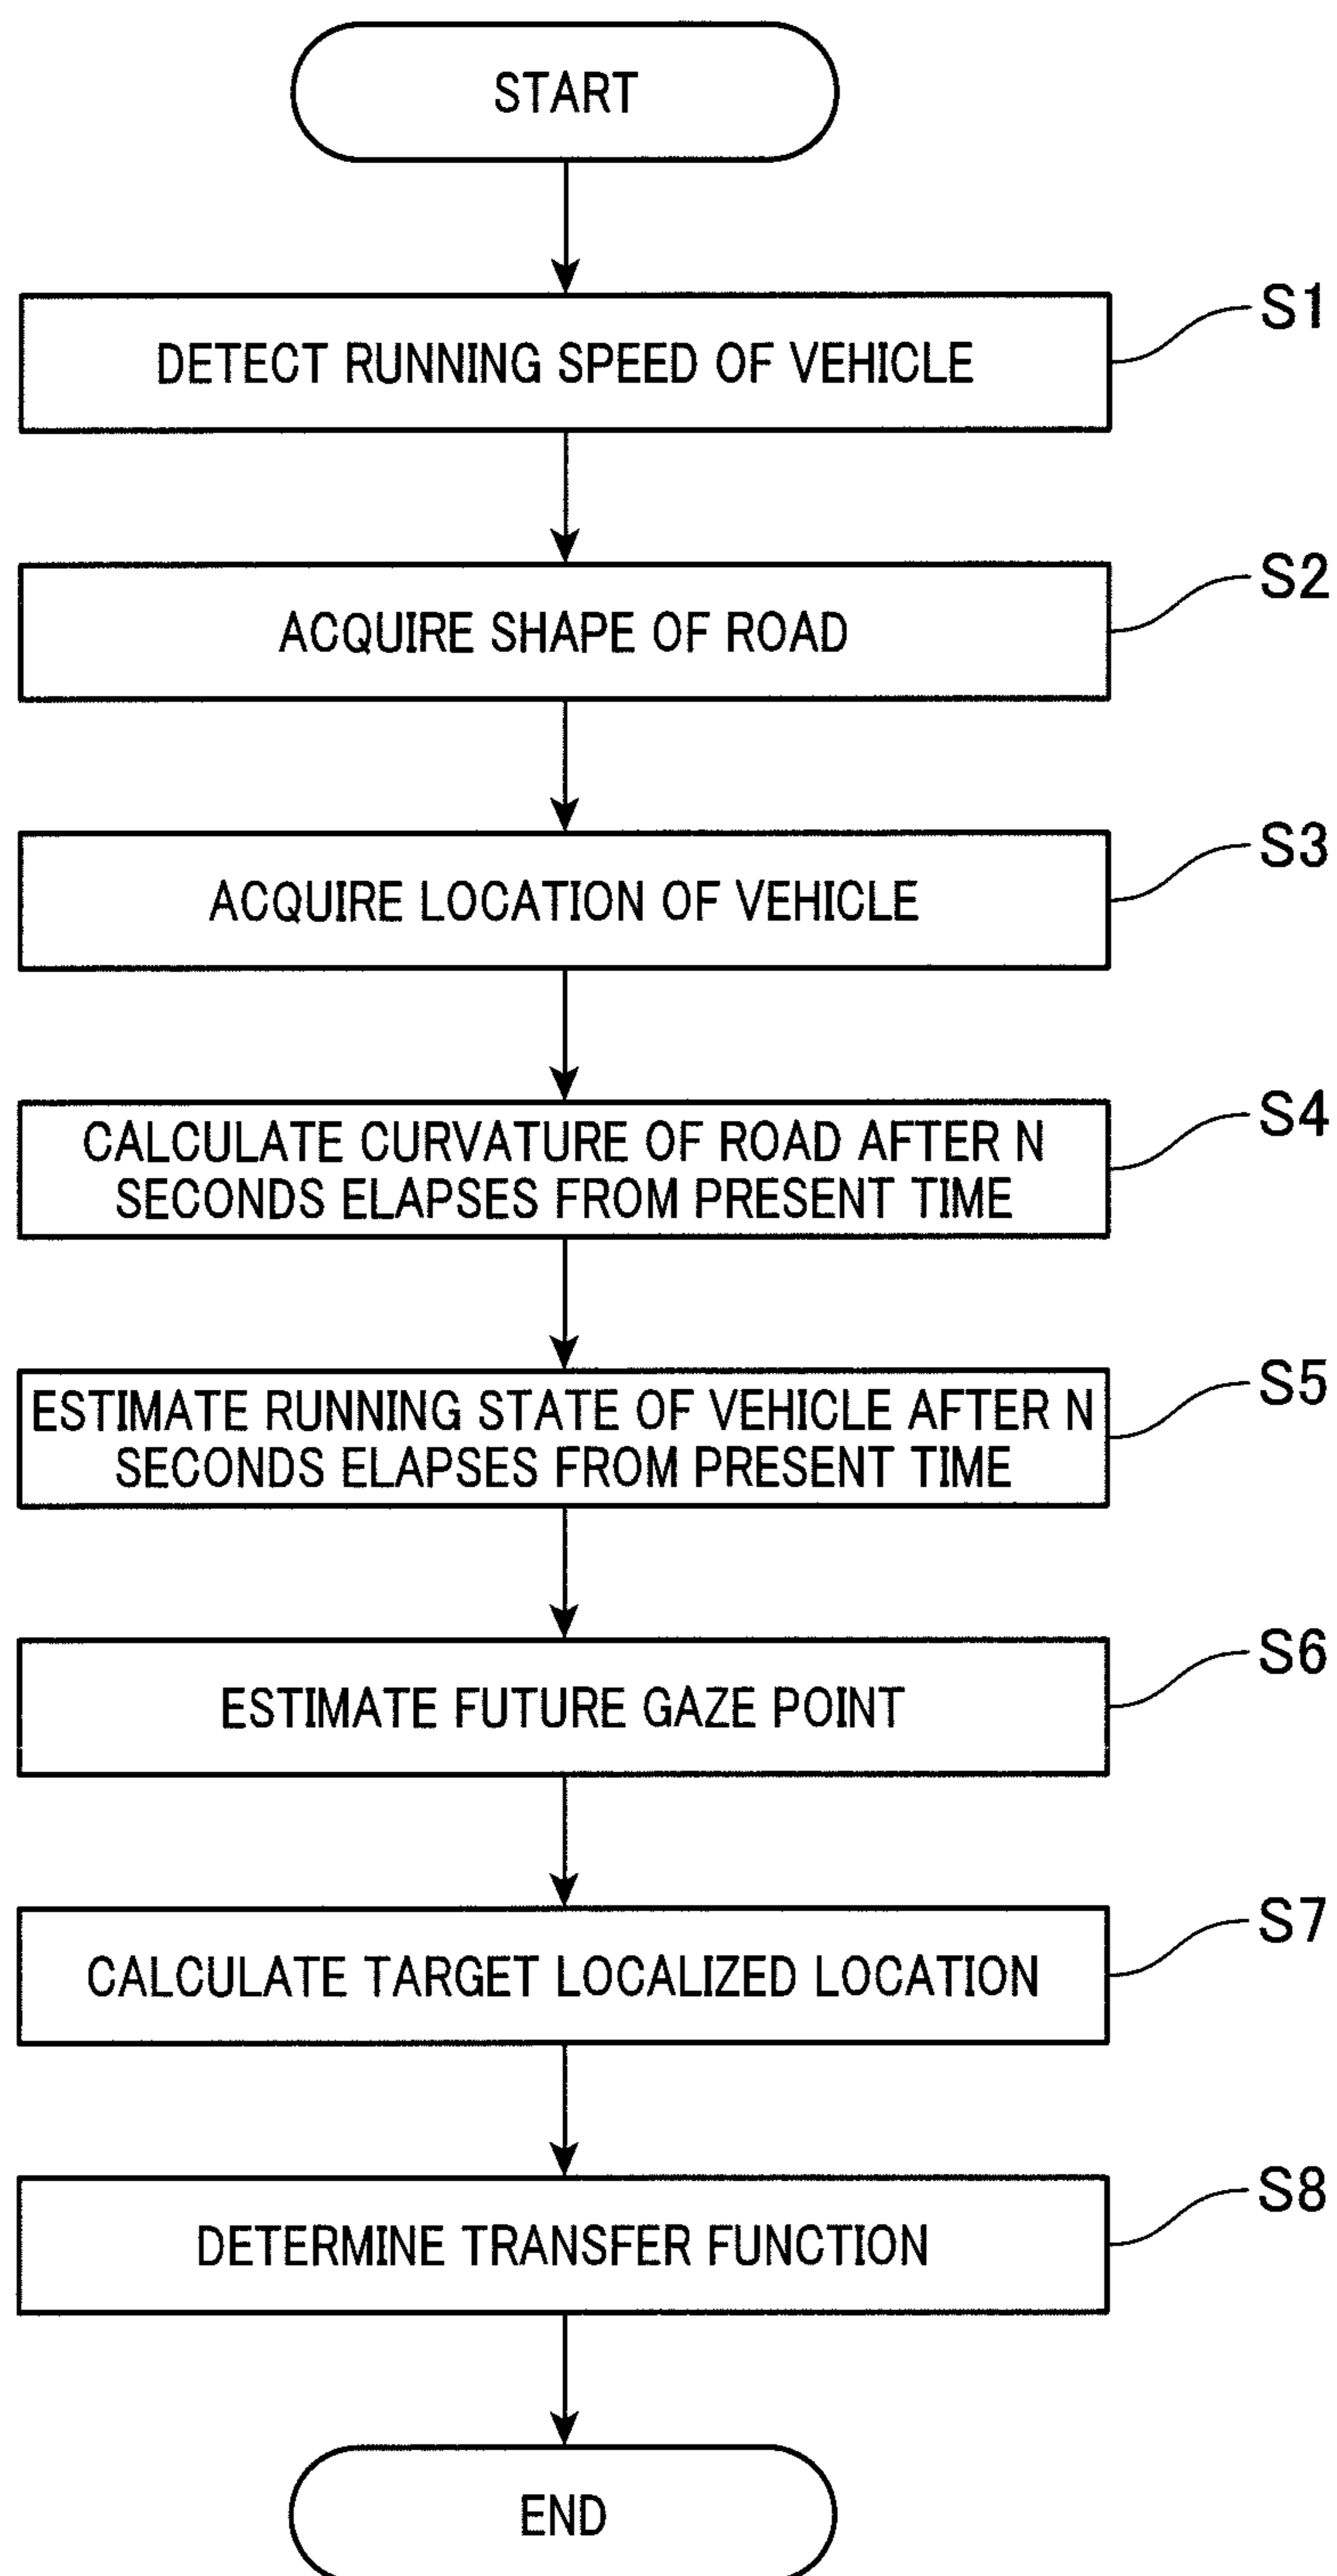 START
DETECT RUNNING SPEED OF VEHICLE
S1
ACQUIRE SHAPE OF ROAD
S2
ACQUIRE LOCATION OF VEHICLE
S3
CALCULATE CURVATURE OF ROAD AFTER N
SECONDS ELAPSES FROM PRESENT TIME
S4
ESTIMATE RUNNING STATE OF VEHICLE AFTER N
SECONDS ELAPSES FROM PRESENT TIME
S5
ESTIMATE FUTURE GAZE POINT
S6
CALCULATE TARGET LOCALIZED LOCATION
S7
DETERMINE TRANSFER FUNCTION
S8
END